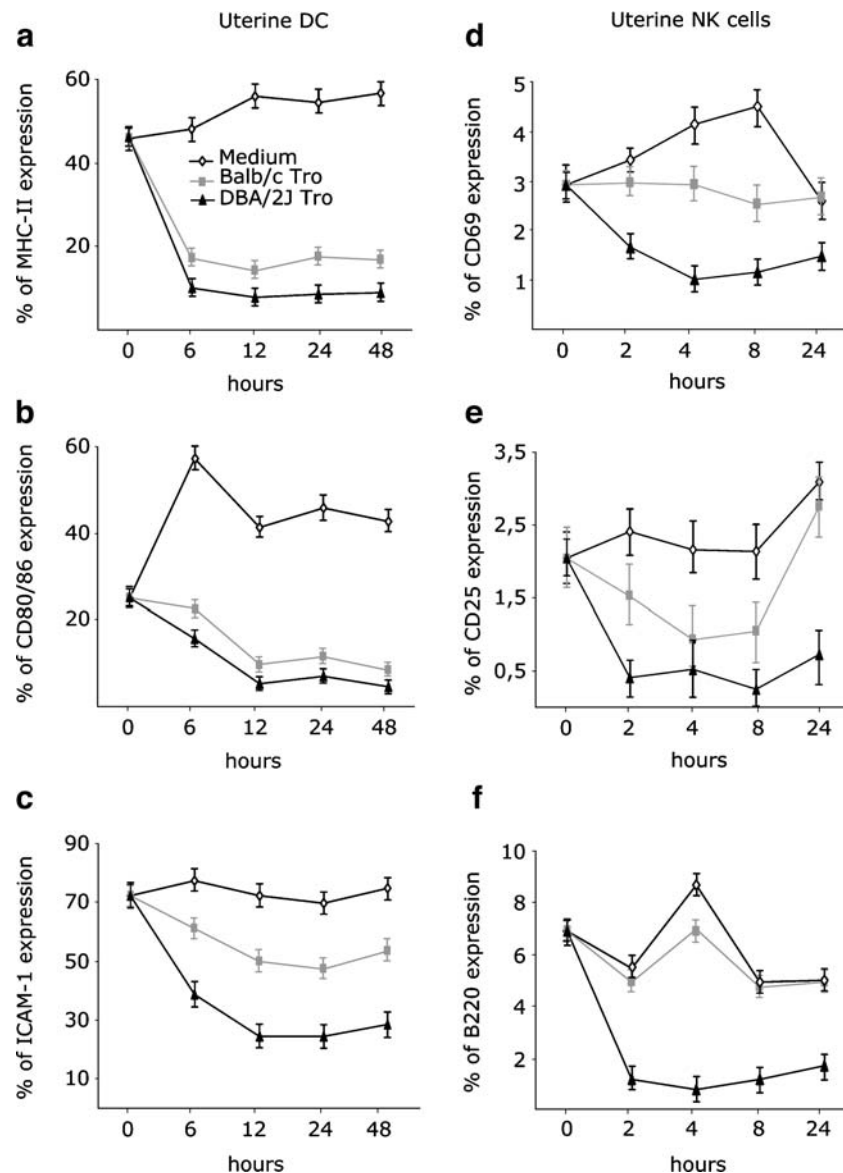 Uterine DC
a
% of MHC-II expression
60
40
20
Medium
Balb/c Tro
DBA/2J Tro
0 6 12 24 48
hours
b
% of CD80/86 expression
60
40
20
0 6 12 24 48
hours
c
% of ICAM-1 expression
90
70
50
30
10
0 6 12 24 48
hours
Uterine NK cells
d
% of CD69 expression
5
4
3
2
1
0 2 4 8 24
hours
e
% of CD25 expression
3,5
2,5
1,5
0,5
0 2 4 8 24
hours
f
% of B220 expression
10
8
6
4
2
0 2 4 8 24
hours